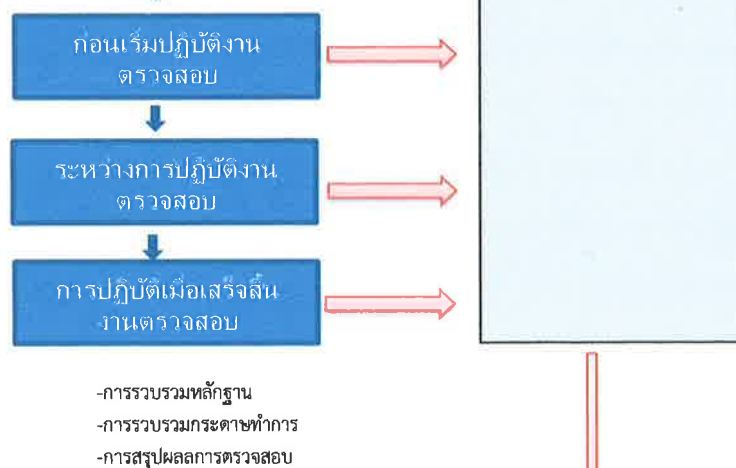 ก่อนเริ่มปฏิบัติงาน
ตรวจสอบ
ระหว่างการปฏิบัติงาน
ตรวจสอบ
การปฏิบัติเมื่อเสร็จสิ้น
งานตรวจสอบ
-การรวบรวมหลักฐาน
-การรวบรวมกระดาษทำการ
-การสรุปผลลการตรวจสอบ